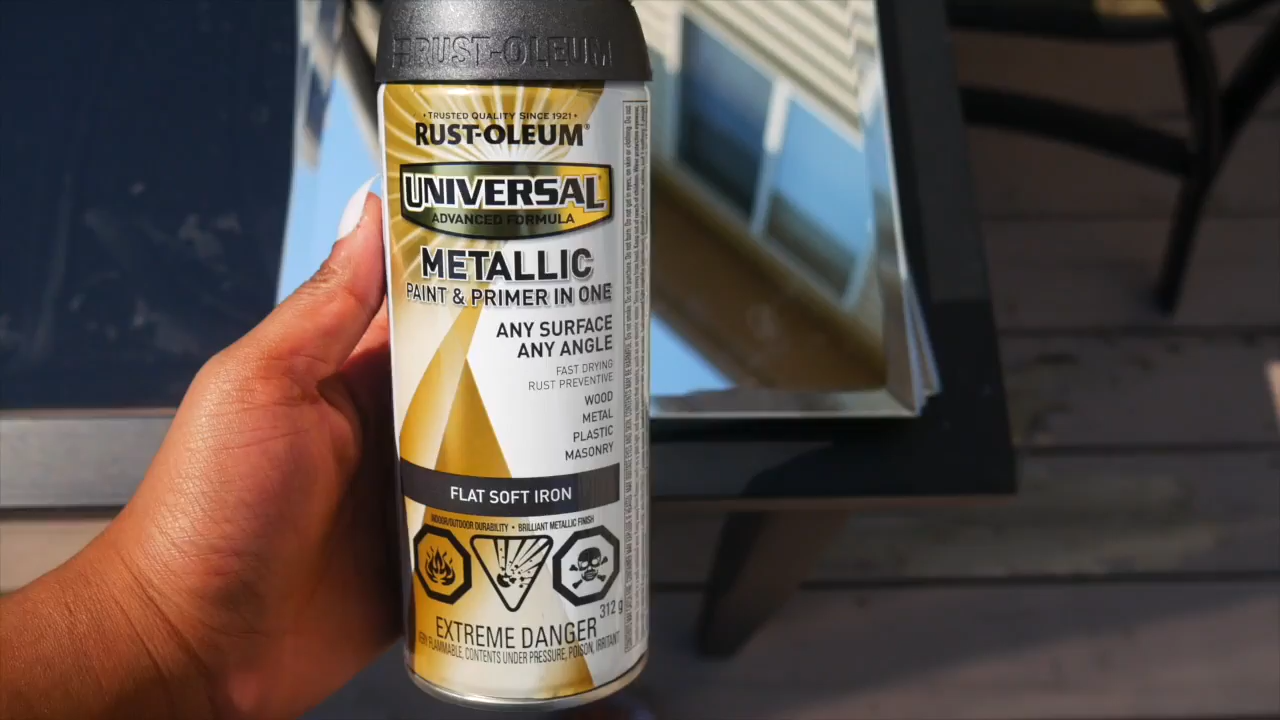 RUST-OLEUM
• TRUSTED QUALITY SINCE 1921 •
RUST-OLEUM®
UNIVERSAL
ADVANCED FORMULA
METALLIC
PAINT & PRIMER IN ONE
ANY SURFACE
ANY ANGLE
FAST DRYING
RUST PREVENTIVE
WOOD
METAL
PLASTIC
MASONRY
FLAT SOFT IRON
INDOOR/OUTDOOR DURABILITY • BRILLIANT METALLIC FINISH
312 g
EXTREME DANGER
VERY FLAMMABLE, CONTENTS UNDER PRESSURE, POISON, IRRITANT